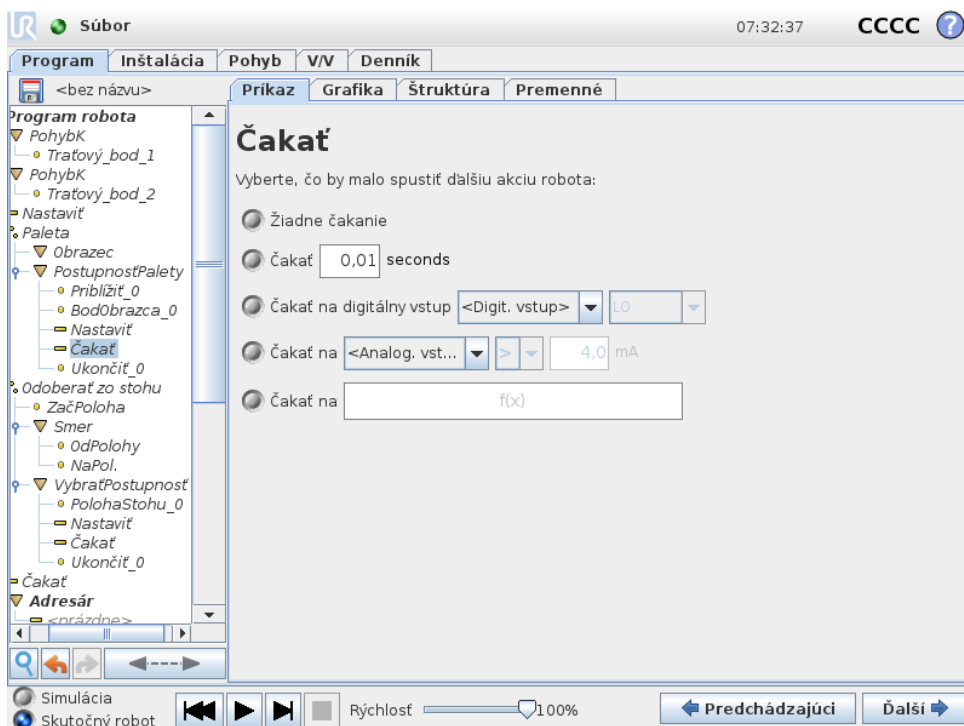 UR Súbor 07:32:37 CCCC ?
Program Inštalácia Pohyb V/V Denník
<bez názvu> Príkaz Grafika Štruktúra Premenné
Program robota
PohybK
Traťový_bod_1
PohybK
Traťový_bod_2
Nastaviť
Paleta
Obrazec
PostupnosťPalety
Priblížiť_0
BodObrazca_0
Nastaviť
Čakať
Ukončiť_0
Odoberať zo stohu
ZačPoloha
Smer
OdPolohy
NaPol.
VybraťPostupnosť
PolohaStohu_0
Nastaviť
Čakať
Ukončiť_0
Čakať
Adresár
<prázdne>
Čakať
Vyberte, čo by malo spustiť ďalšiu akciu robota:
Žiadne čakanie
Čakať 0,01 seconds
Čakať na digitálny vstup <Digit. vstup> LO
Čakať na <Analog. vst... > 4,0 mA
Čakať na f(x)
Simulácia
Skutočný robot
Rýchlosť 100%
Predchádzajúci Ďalší